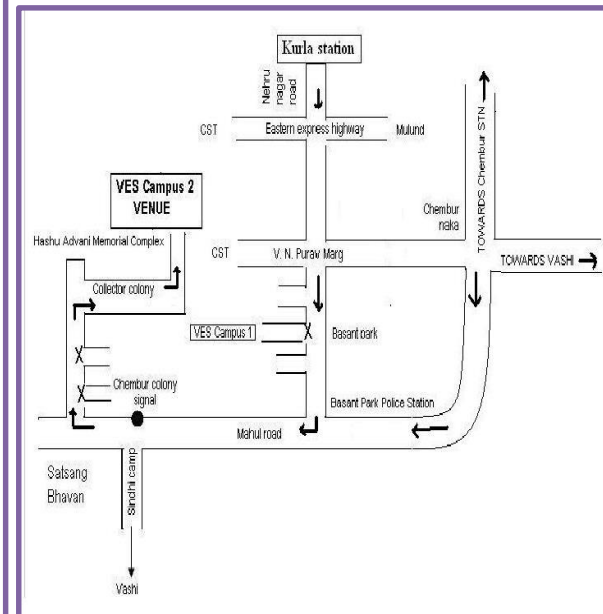 Kurla station
Nehru
nagar
road
CST
Eastern express highway
Mulund
TOWARDS Chembur STN
VES Campus 2
VENUE
Chembur
naka
Hashu Advani Memorial Complex
CST
V. N. Purav Marg
TOWARDS VASHI
Collector colony
VES Campus 1
Basant park
Chembur colony
signal
Basant Park Police Station
Mahul road
Satsang
Bhavan
Sindhi camp
Vashi